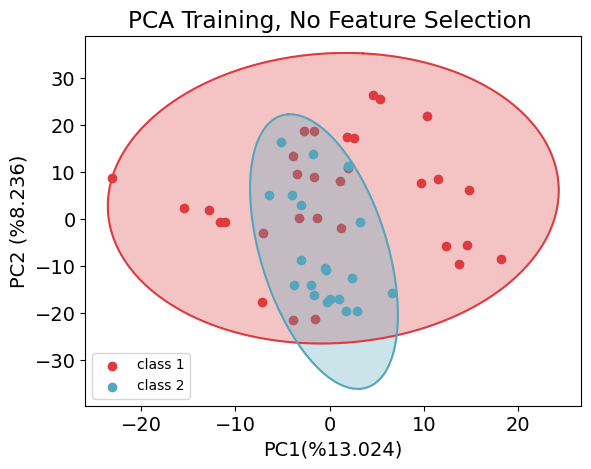 PCA Training, No Feature Selection
PC2 (%8.236)
30
20
10
0
−10
−20
−30
class 1
class 2
−20
−10
0
10
20
PC1(%13.024)